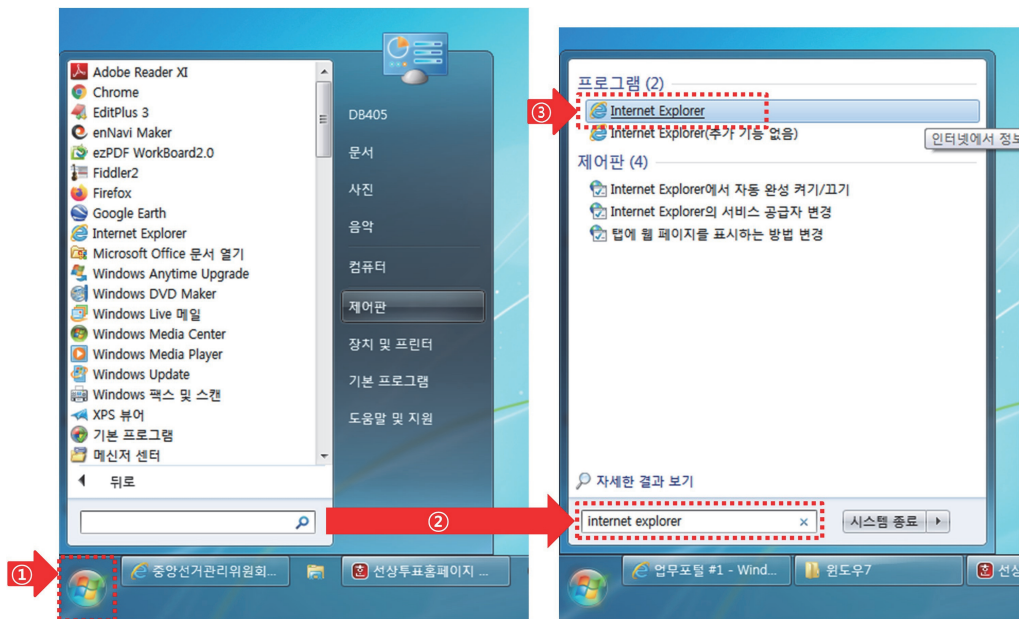 Adobe Reader XI
Chrome
EditPlus 3
enNavi Maker
ezPDF WorkBoard2.0
Fiddler2
Firefox
Google Earth
Internet Explorer
Microsoft Office 문서 열기
Windows Anytime Upgrade
Windows DVD Maker
Windows Live 메일
Windows Media Center
Windows Media Player
Windows Update
Windows 팩스 및 스캔
XPS 뷰어
기본 프로그램
메신저 센터
뒤로
DB405
문서
사진
음악
컴퓨터
제어판
장치 및 프린터
기본 프로그램
도움말 및 지원
①
중앙선거관리위원회...
선상투표홈페이지 ...
②
프로그램 (2)
③
Internet Explorer
Internet Explorer(추가 기능 없음)
인터넷에서 정보
제어판 (4)
Internet Explorer에서 자동 완성 켜기/끄기
Internet Explorer의 서비스 공급자 변경
탭에 웹 페이지를 표시하는 방법 변경
자세한 결과 보기
internet explorer
시스템 종료
업무포털 #1 - Wind...
윈도우7
선상